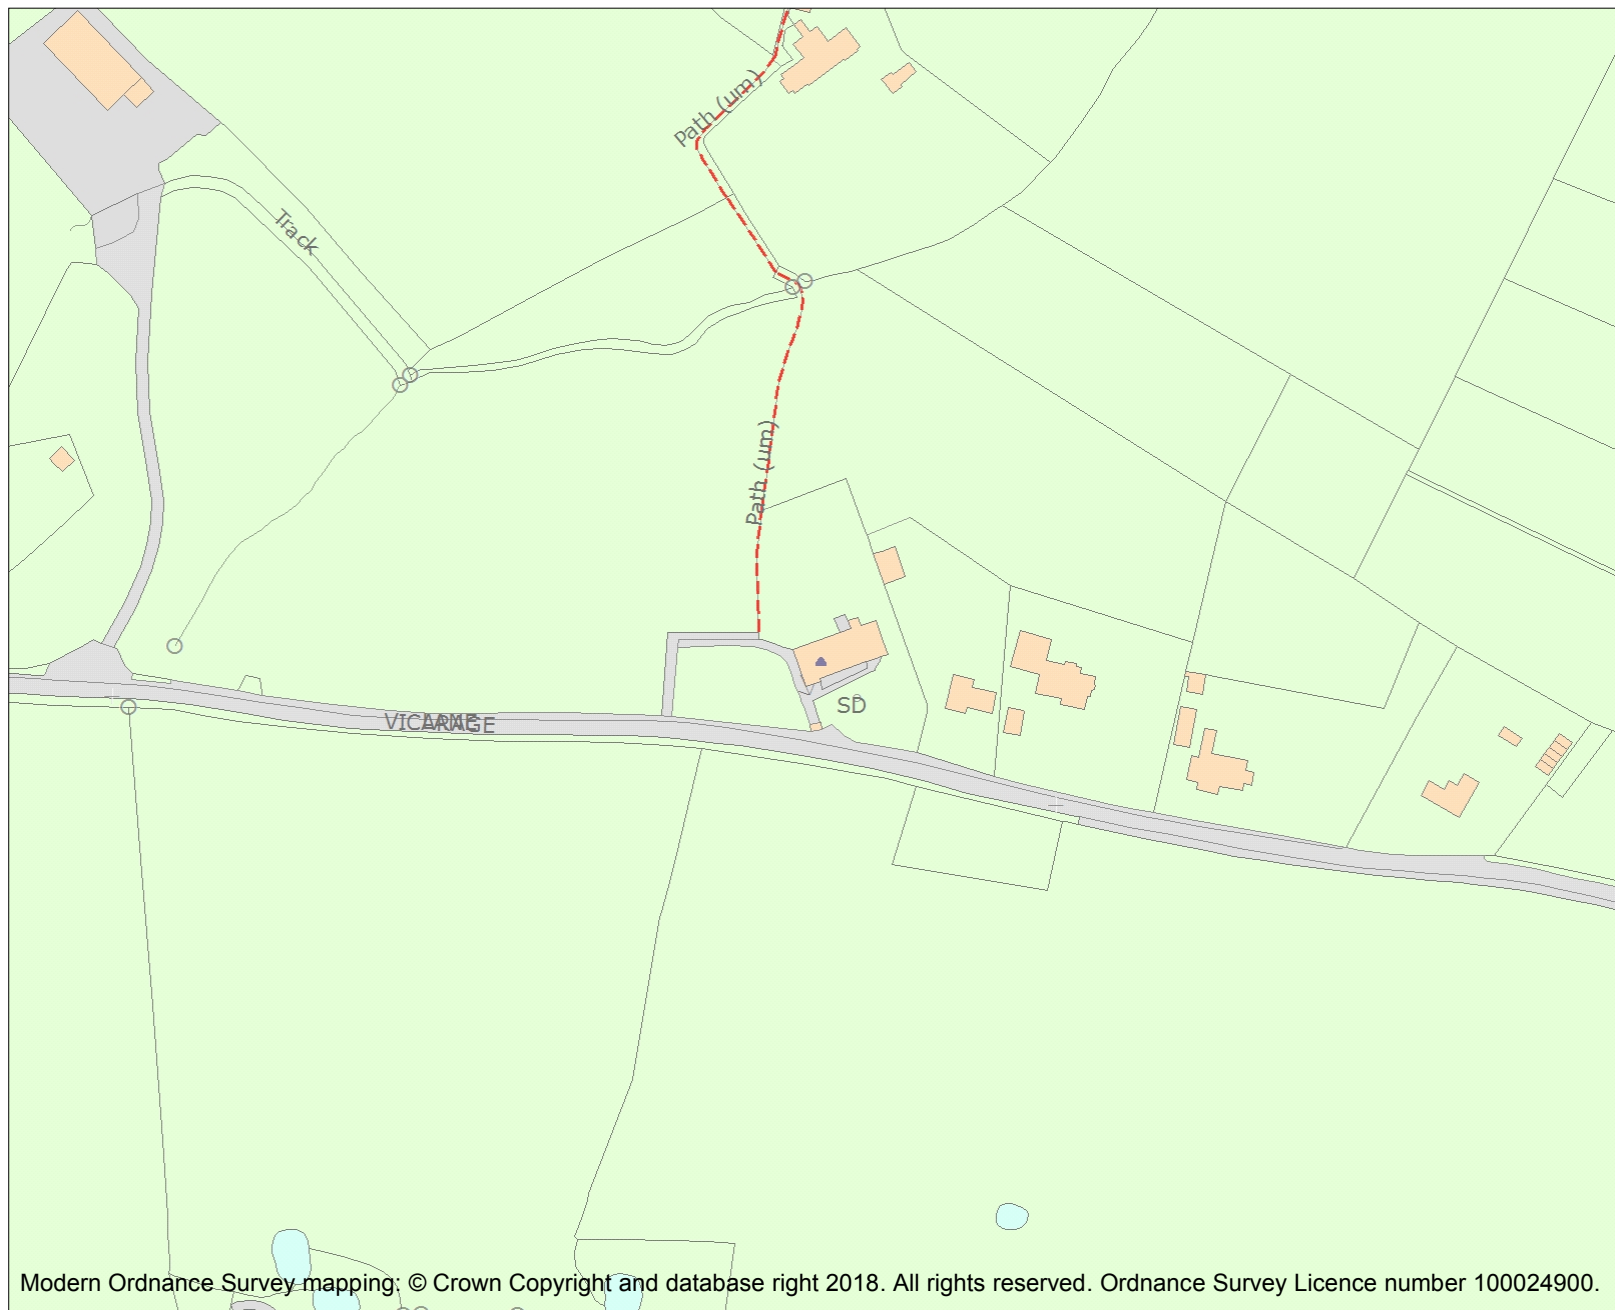 Path (um)
Track
Path (um)
SD
VICARAGE
LANE
Modern Ordnance Survey mapping: © Crown Copyright and database right 2018. All rights reserved. Ordnance Survey Licence number 100024900.